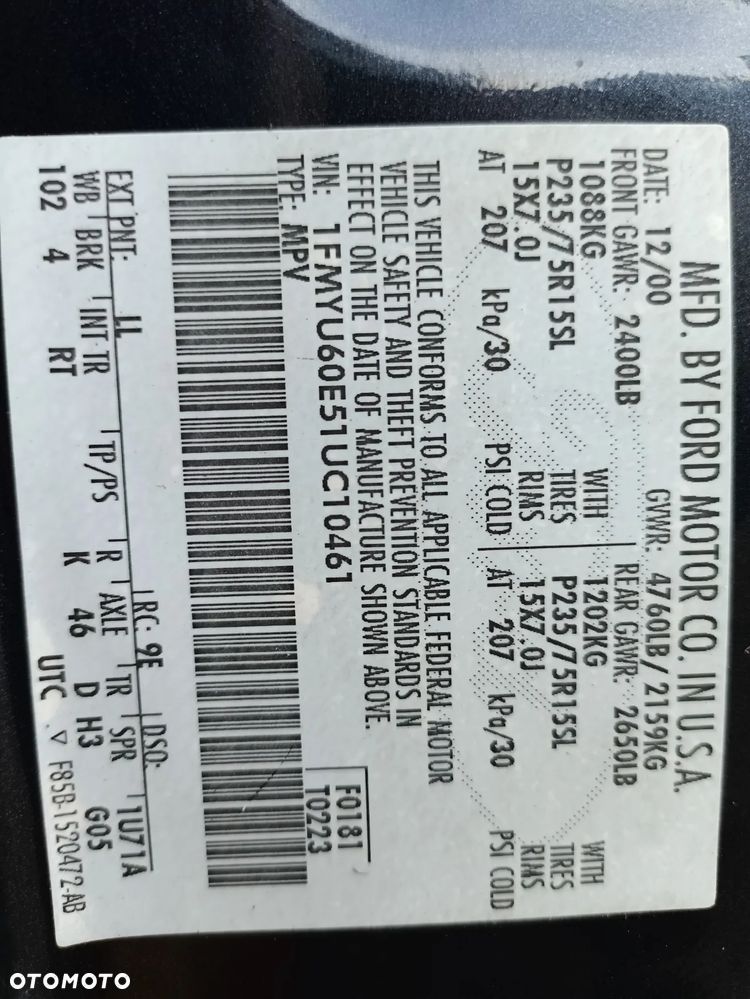 MFD. BY FORD MOTOR CO. IN U.S.A.
DATE: 12/00 GVWR: 4760LB / 2159KG
FRONT GAWR: 2400LB REAR GAWR: 2650LB
1088KG WITH 1202KG WITH
P235/75R15SL TIRES P235/75R15SL TIRES
15X7.0J RIMS 15X7.0J RIMS
AT 207 kPa/30 PSI COLD AT 207 kPa/30 PSI COLD
THIS VEHICLE CONFORMS TO ALL APPLICABLE FEDERAL MOTOR
VEHICLE SAFETY AND THEFT PREVENTION STANDARDS IN
EFFECT ON THE DATE OF MANUFACTURE SHOWN ABOVE.
VIN: 1FMYU60E51UC10461 F0181
TYPE: MPV T0223
EXT PNT: LL RC: 9E DSO: 1U71A
WB BRK INT TR TP/PS R AXLE TR SPR
102 4 RT K 46 D H3 G05
UTC ▽ F85B-1520472-AB
OTOMOTO